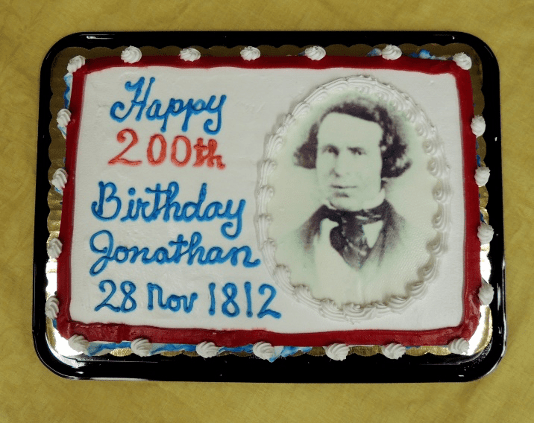 Happy
200th
Birthday
Jonathan
28 Nov 1812